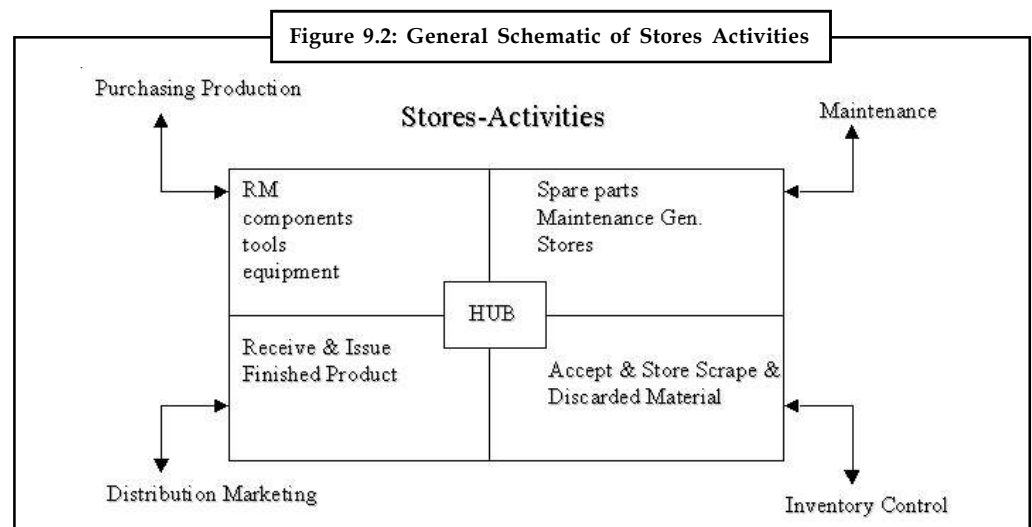 Figure 9.2: General Schematic of Stores Activities
Purchasing Production
Stores-Activities
Maintenance
RM
components
tools
equipment
Spare parts
Maintenance Gen.
Stores
HUB
Receive & Issue
Finished Product
Accept & Store Scrape &
Discarded Material
Distribution Marketing
Inventory Control